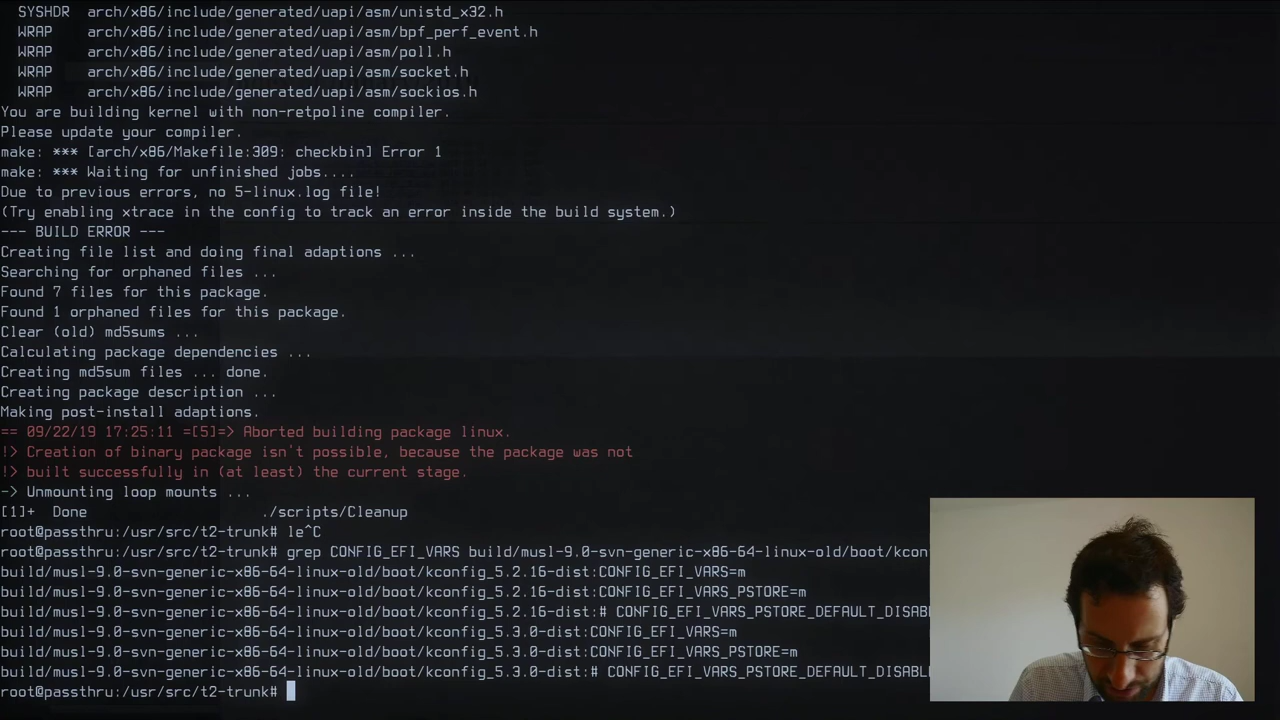 SYSHDR arch/x86/include/generated/uapi/asm/unistd_x32.h
WRAP arch/x86/include/generated/uapi/asm/bpf_perf_event.h
WRAP arch/x86/include/generated/uapi/asm/poll.h
WRAP arch/x86/include/generated/uapi/asm/socket.h
WRAP arch/x86/include/generated/uapi/asm/sockios.h
You are building kernel with non-retpoline compiler.
Please update your compiler.
make: *** [arch/x86/Makefile:309: checkbin] Error 1
make: *** Waiting for unfinished jobs....
Due to previous errors, no 5-linux.log file!
(Try enabling xtrace in the config to track an error inside the build system.)
--- BUILD ERROR ---
Creating file list and doing final adaptions ...
Searching for orphaned files ...
Found 7 files for this package.
Found 1 orphaned files for this package.
Clear (old) md5sums ...
Calculating package dependencies ...
Creating md5sum files ... done.
Creating package description ...
Making post-install adaptions.
== 09/22/19 17:25:11 =[5]=> Aborted building package linux.
!> Creation of binary package isn't possible, because the package was not
!> built successfully in (at least) the current stage.
-> Unmounting loop mounts ...
[1]+ Done ./scripts/Cleanup
root@passthru:/usr/src/t2-trunk# le^C
root@passthru:/usr/src/t2-trunk# grep CONFIG_EFI_VARS build/musl-9.0-svn-generic-x86-64-linux-old/boot/kconf
build/musl-9.0-svn-generic-x86-64-linux-old/boot/kconfig_5.2.16-dist:CONFIG_EFI_VARS=m
build/musl-9.0-svn-generic-x86-64-linux-old/boot/kconfig_5.2.16-dist:CONFIG_EFI_VARS_PSTORE=m
build/musl-9.0-svn-generic-x86-64-linux-old/boot/kconfig_5.2.16-dist:# CONFIG_EFI_VARS_PSTORE_DEFAULT_DISABL
build/musl-9.0-svn-generic-x86-64-linux-old/boot/kconfig_5.3.0-dist:CONFIG_EFI_VARS=m
build/musl-9.0-svn-generic-x86-64-linux-old/boot/kconfig_5.3.0-dist:CONFIG_EFI_VARS_PSTORE=m
build/musl-9.0-svn-generic-x86-64-linux-old/boot/kconfig_5.3.0-dist:# CONFIG_EFI_VARS_PSTORE_DEFAULT_DISABL
root@passthru:/usr/src/t2-trunk#